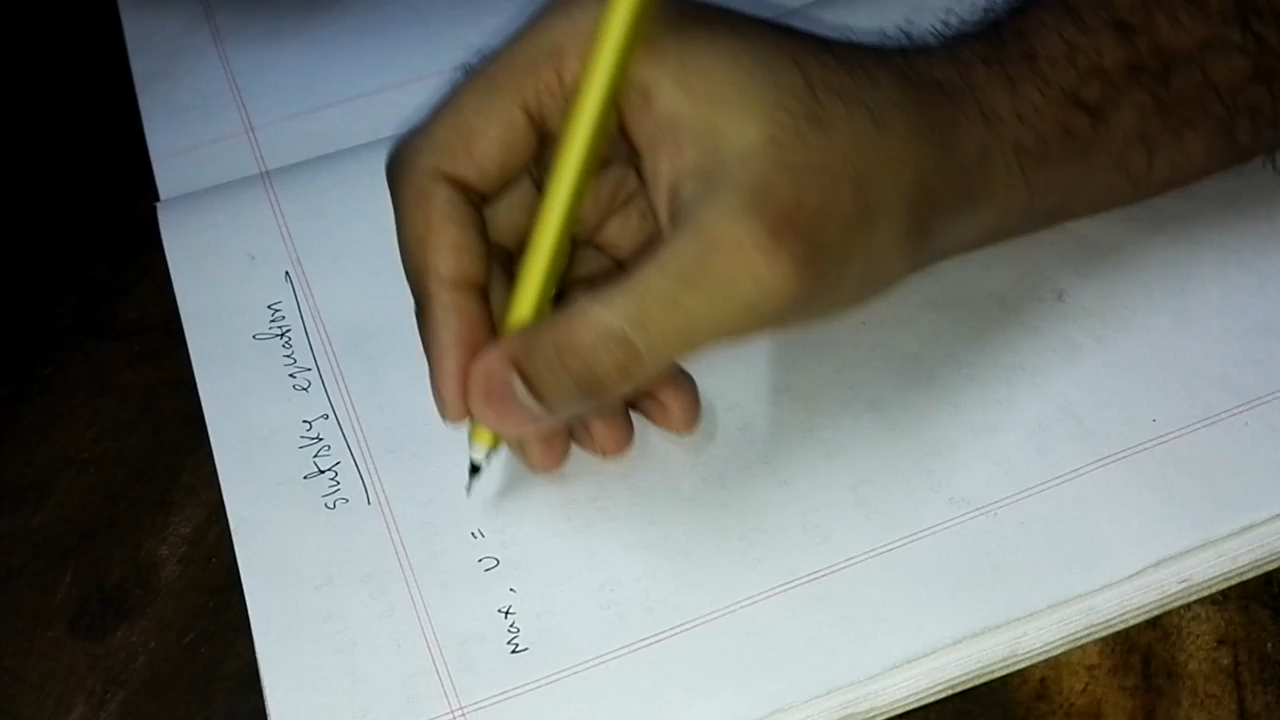 slutsky equation
Max, U =